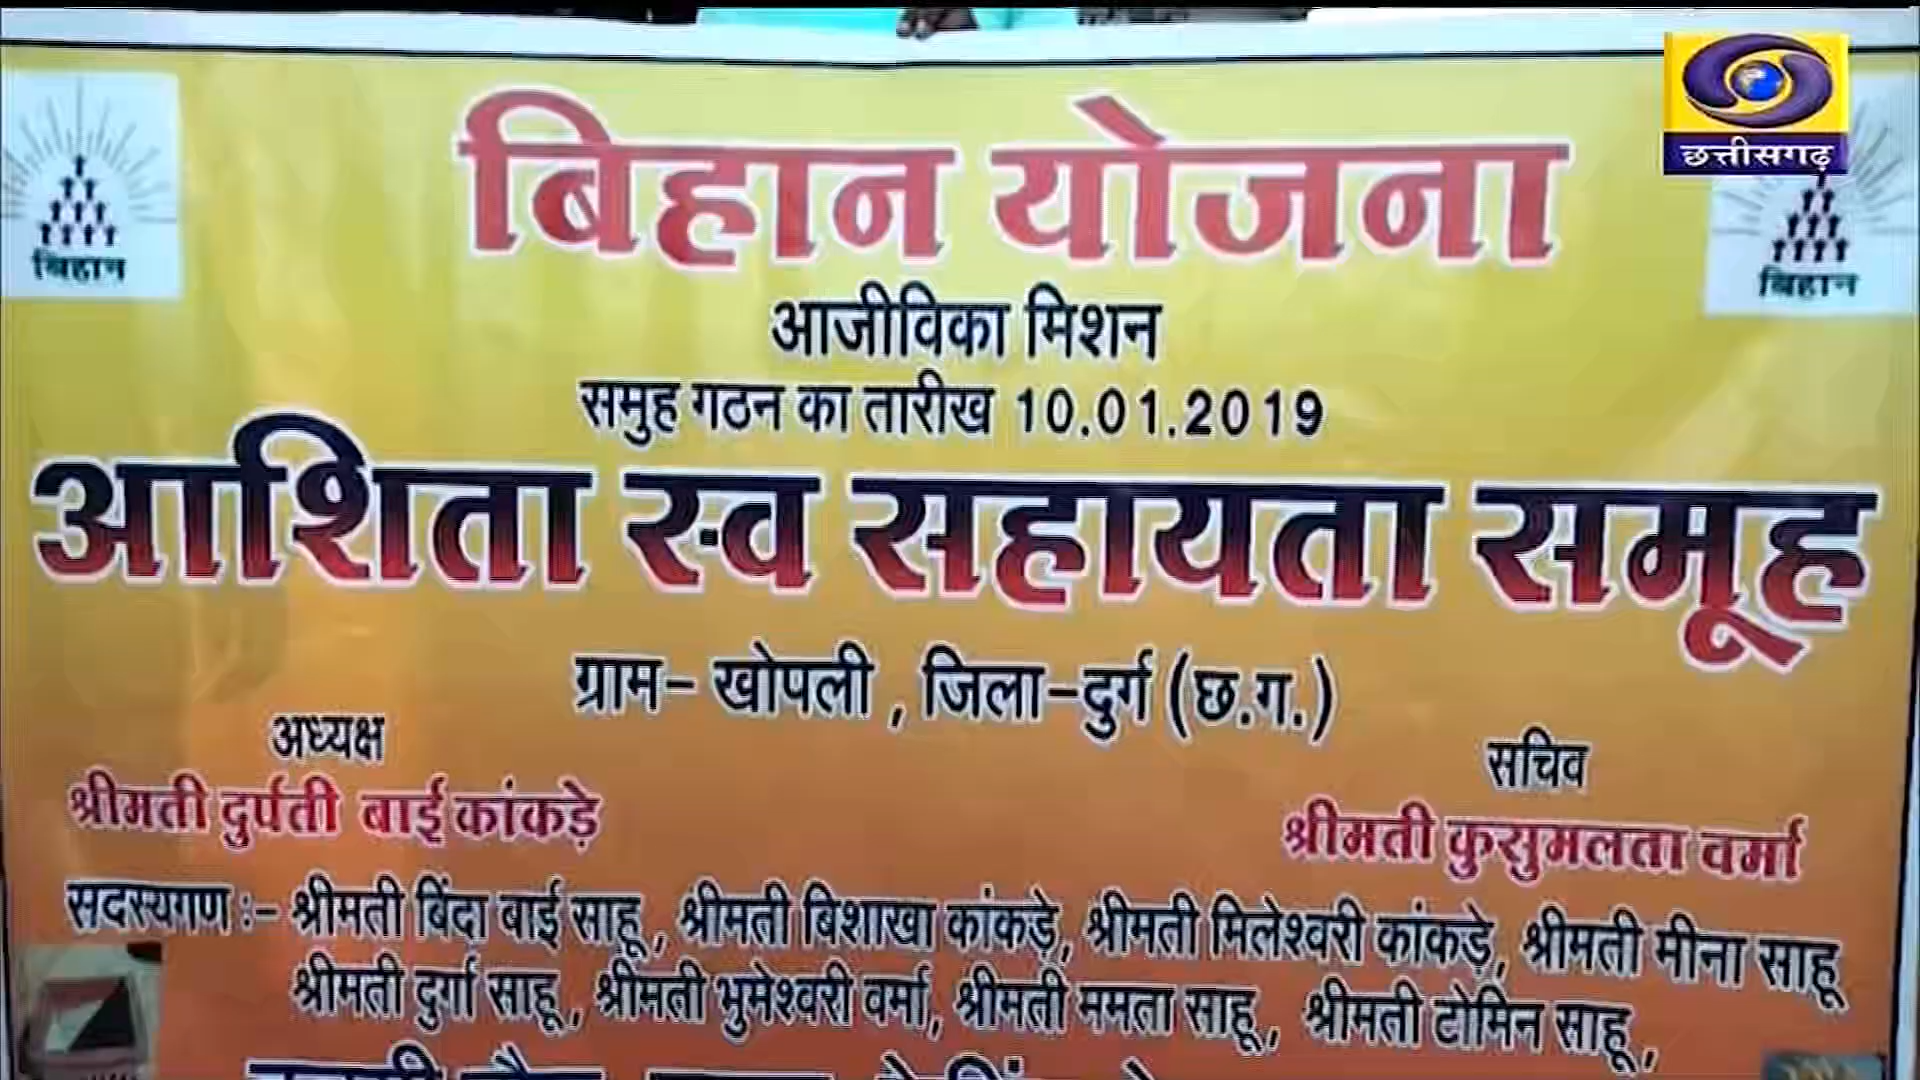 छत्तीसगढ़
बिहान
बिहान
बिहान योजना
आजीविका मिशन
समुह गठन का तारीख 10.01.2019
आशिता स्व सहायता समूह
ग्राम- खोपली , जिला-दुर्ग (छ.ग.)
अध्यक्ष
श्रीमती दुर्पती बाई कांकड़े
सचिव
श्रीमती कुसुमलता वर्मा
सदस्यगण :- श्रीमती बिंदा बाई साहू , श्रीमती बिशाखा कांकड़े, श्रीमती मिलेश्वरी कांकड़े, श्रीमती मीना साहू
श्रीमती दुर्गा साहू , श्रीमती भुमेश्वरी वर्मा, श्रीमती ममता साहू , श्रीमती टोमिन साहू ,